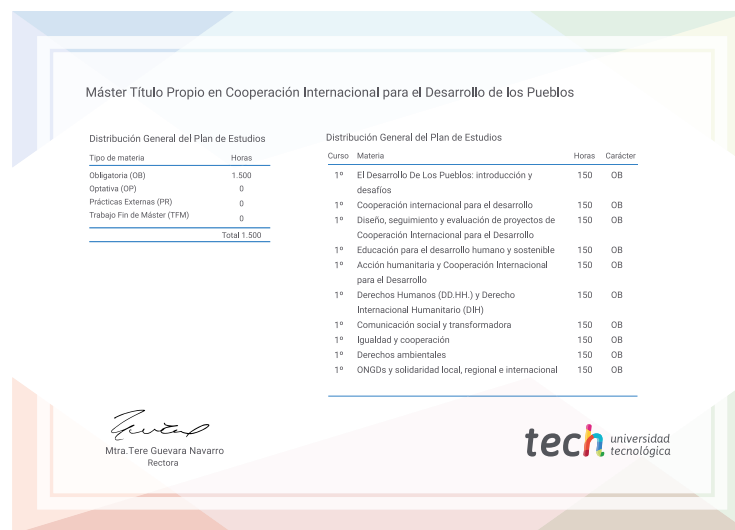 Máster Título Propio en Cooperación Internacional para el Desarrollo de los Pueblos
Distribución General del Plan de Estudios
Tipo de materia Horas
Obligatoria (OB) 1.500
Optativa (OP) 0
Prácticas Externas (PR) 0
Trabajo Fin de Máster (TFM) 0
Total 1.500
Distribución General del Plan de Estudios
Curso Materia Horas Carácter
1º El Desarrollo De Los Pueblos: introducción y 150 OB
desafíos
1º Cooperación internacional para el desarrollo 150 OB
1º Diseño, seguimiento y evaluación de proyectos de 150 OB
Cooperación Internacional para el Desarrollo
1º Educación para el desarrollo humano y sostenible 150 OB
1º Acción humanitaria y Cooperación Internacional 150 OB
para el Desarrollo
1º Derechos Humanos (DD.HH.) y Derecho 150 OB
Internacional Humanitario (DIH)
1º Comunicación social y transformadora 150 OB
1º Igualdad y cooperación 150 OB
1º Derechos ambientales 150 OB
1º ONGDs y solidaridad local, regional e internacional 150 OB
Mtra.Tere Guevara Navarro
Rectora
tech universidad
tecnológica